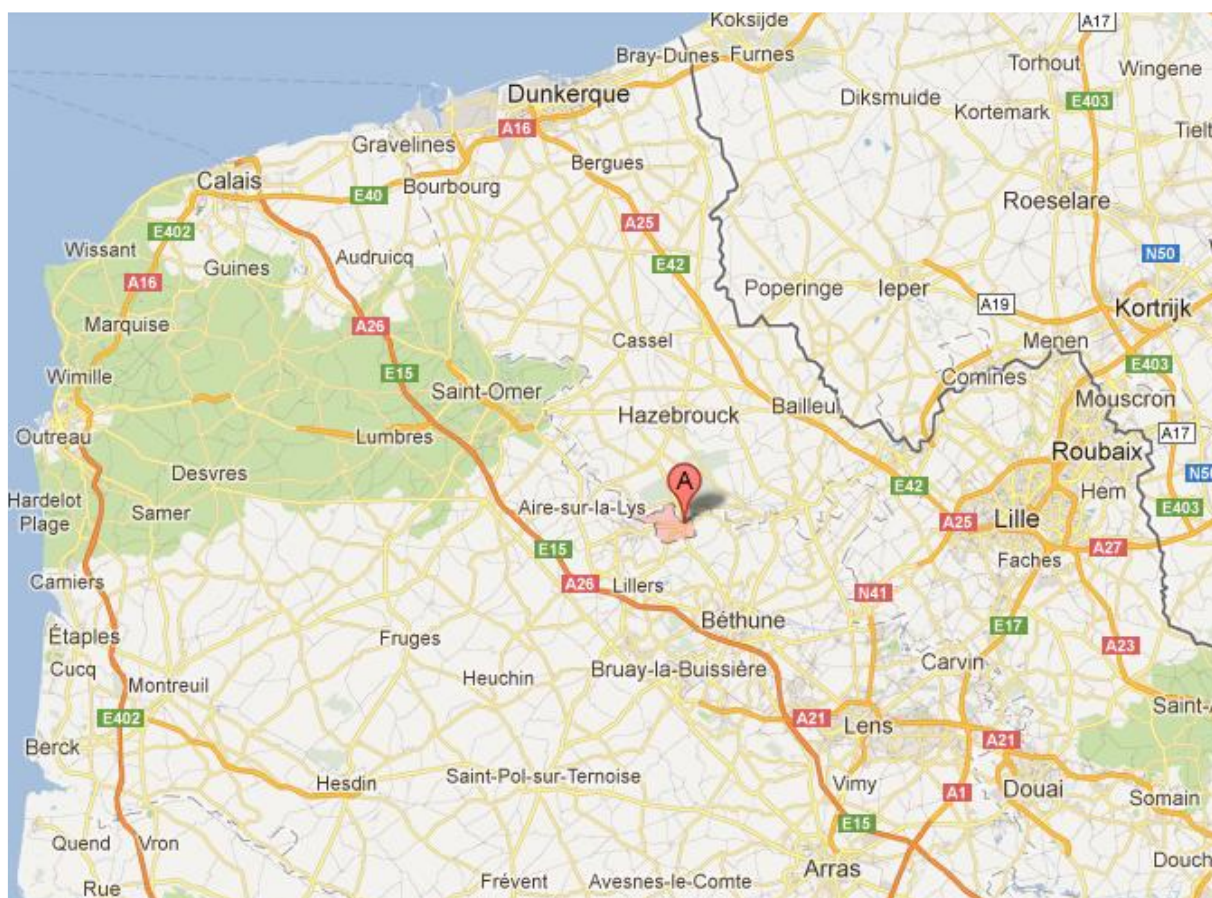 Koksijde
A17
Bray-Dunes
Furnes
Torhout
Wingene
Dunkerque
Diksmuide
E403
Kortemark
A16
Gravelines
Tielt
Bergues
Calais
E40
Bourbourg
Roeselare
E402
A25
Wissant
Audruicq
N50
Guines
E42
A16
Poperinge
Ieper
A19
Kortrijk
Marquise
A26
Cassel
Menen
E403
Wimille
E15
Saint-Omer
Comines
Mouscron
Hazebrouck
Bailleul
Outreau
Lumbres
A17
Roubaix
Desvres
A
E42
Hem
N50
Hardelot
Plage
Samer
Aire-sur-la-Lys
A25
Lille
E403
E15
A27
Faches
Camiers
A26
Lillers
N41
Étaples
Fruges
Béthune
E17
A23
Cucq
Heuchin
Bruay-la-Buissière
Carvin
Montreuil
Saint-A
E402
A21
Lens
A21
Berck
Hesdin
Saint-Pol-sur-Ternoise
Vimy
A1
Douai
Somain
E15
Quend
Vron
Arras
Douch
Rue
Frévent
Avesnes-le-Comte